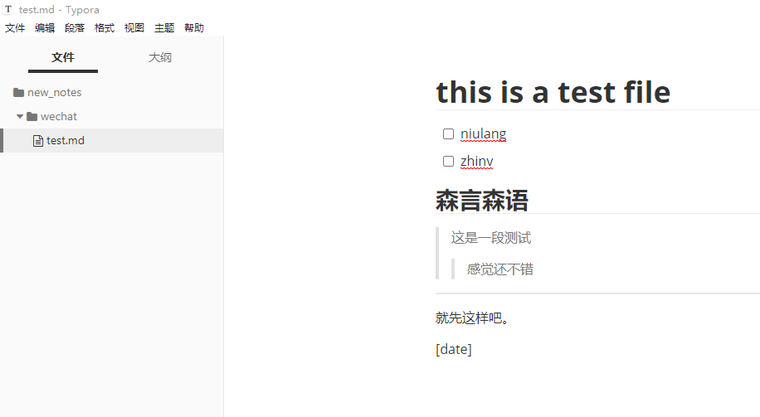 T test.md - Typora
文件 编辑 段落 格式 视图 主题 帮助
文件 大纲
new_notes
wechat
test.md
this is a test file
niulang
zhinv
森言森语
这是一段测试
感觉还不错
就先这样吧。
[date]